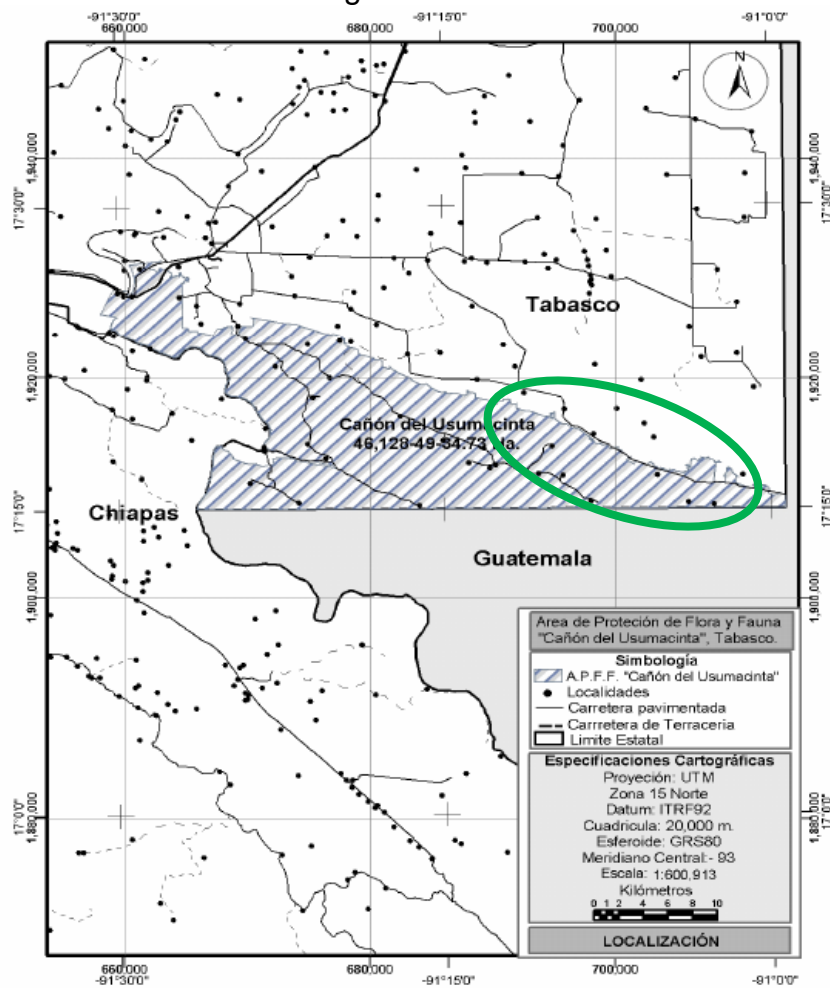 -91°30'0"
-91°15'0"
-91°0'0"
660,000
680,000
700,000
N
1,940,000
1,940,000
17°30'0"
17°30'0"
Tabasco
1,920,000
1,920,000
Cañón del Usumacinta
17°15'0"
17°15'0"
Chiapas
Guatemala
1,900,000
1,900,000
Area de Proteción de Flora y Fauna
"Cañón del Usumacinta", Tabasco.
Simbología
A.P.F.F. "Cañón del Usumacinta"
Localidades
Carretera pavimentada
Carrretera de Terraceria
Limite Estatal
Especificaciones Cartográficas
Proyeción: UTM
Zona 15 Norte
Datum: ITRF92
Cuadricula: 20,000 m.
Esferoide: GRS80
Meridiano Central:- 93
Escala: 1:600,913
Kilómetros
0 1 2 4 6 8 10
LOCALIZACIÓN
17°0'0"
17°0'0"
1,880,000
1,880,000
660,000
680,000
700,000
-91°30'0"
-91°15'0"
-91°0'0"